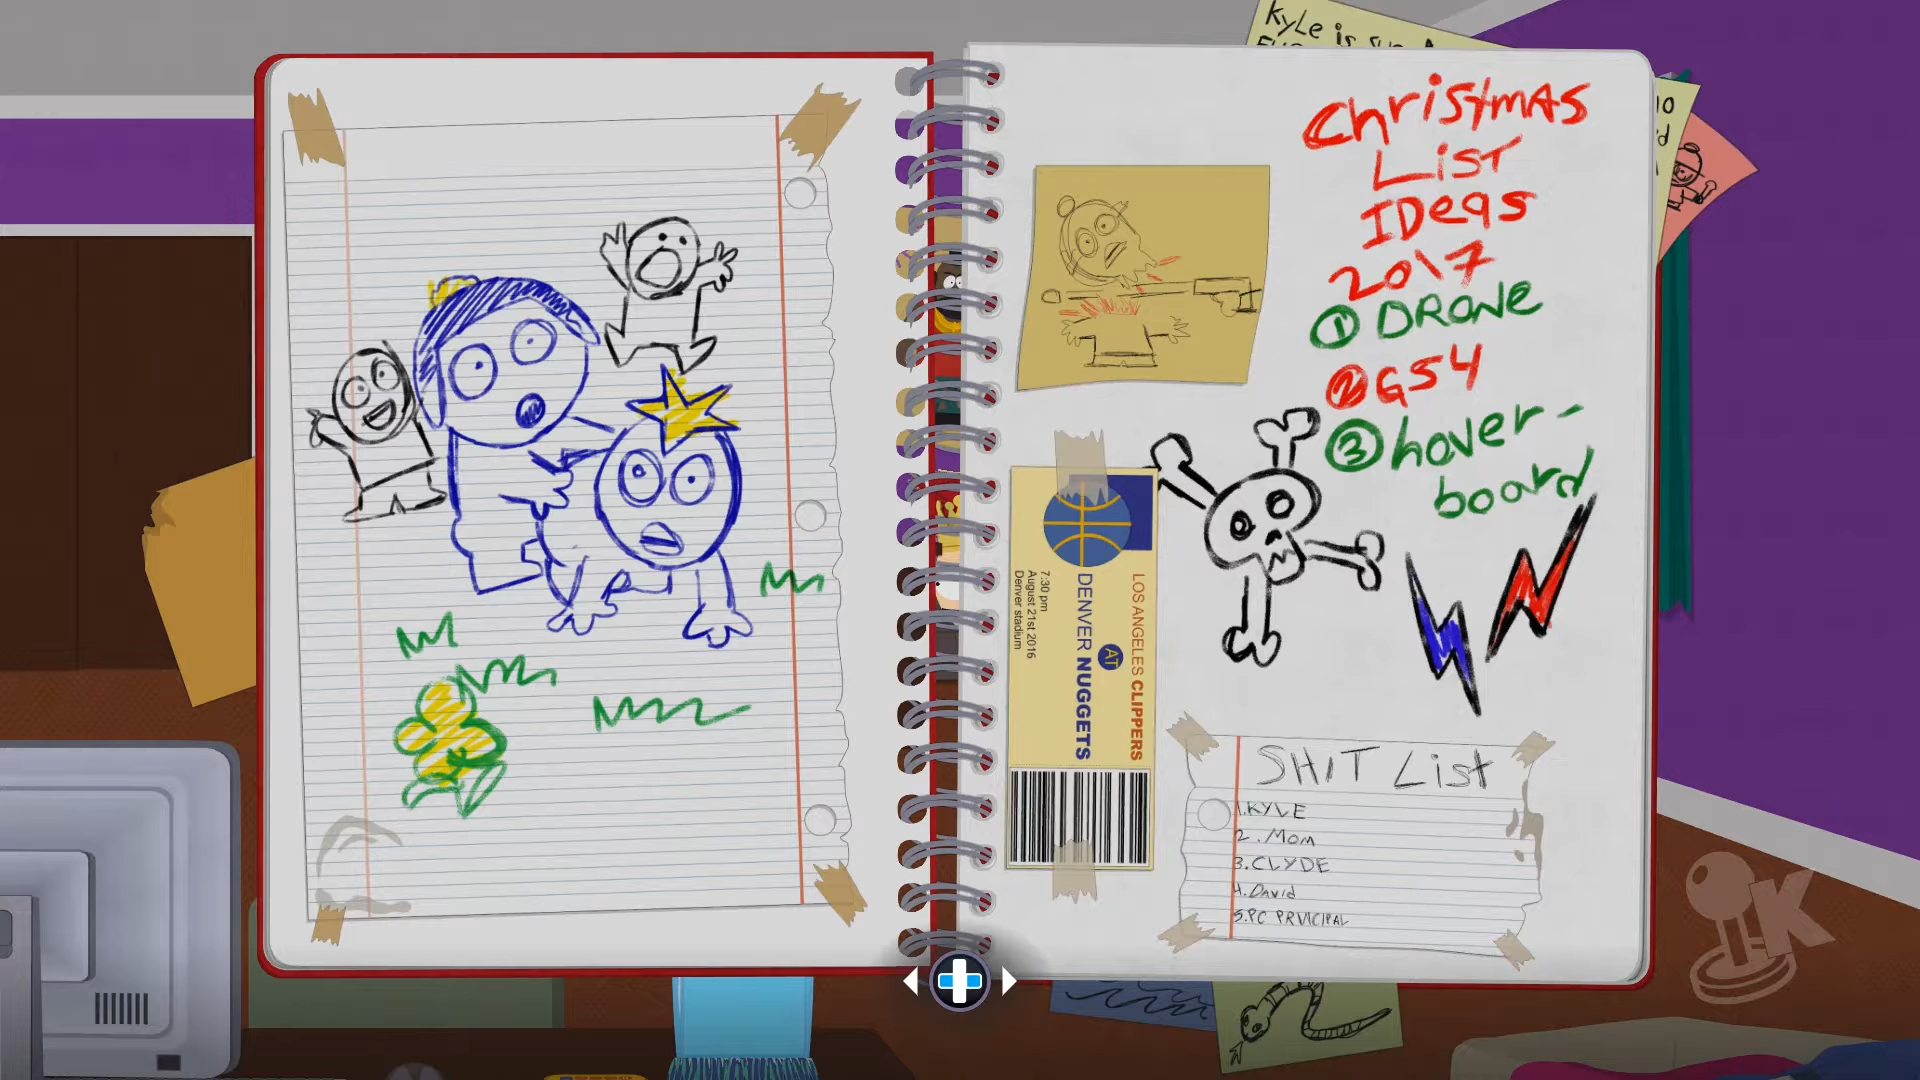 KyLe is
Christmas
List
IDeas
2017
① DRONe
② GS4
③ hover-
board
LOS ANGELES CLIPPERS
AT
DENVER NUGGETS
7:30 pm
August 21st 2016
Denver stadium
SHIT List
1.KYLE
2. Mom
3.CLYDE
4.David
5.PC PRVICIPAL
K